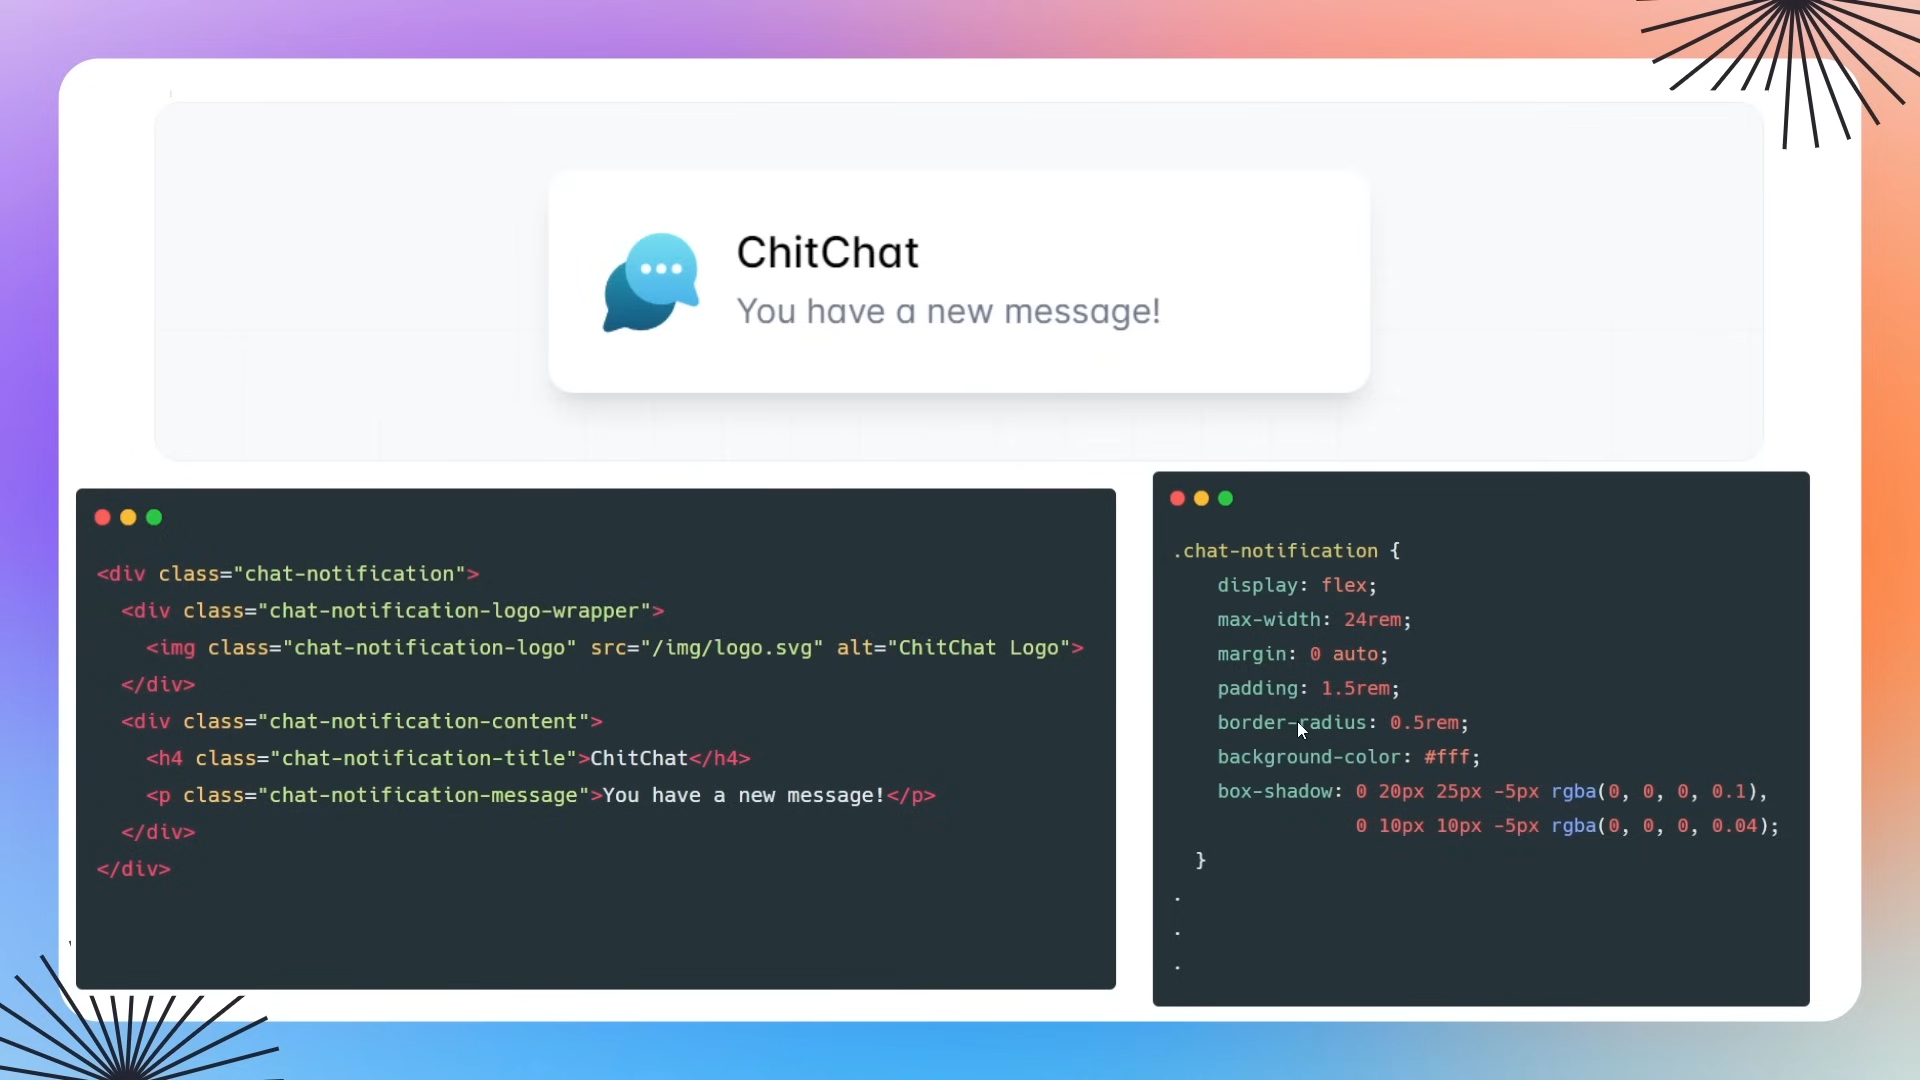 ChitChat
You have a new message!
<div class="chat-notification">
  <div class="chat-notification-logo-wrapper">
    <img class="chat-notification-logo" src="/img/logo.svg" alt="ChitChat Logo">
  </div>
  <div class="chat-notification-content">
    <h4 class="chat-notification-title">ChitChat</h4>
    <p class="chat-notification-message">You have a new message!</p>
  </div>
</div>
.chat-notification {
    display: flex;
    max-width: 24rem;
    margin: 0 auto;
    padding: 1.5rem;
    border-radius: 0.5rem;
    background-color: #fff;
    box-shadow: 0 20px 25px -5px rgba(0, 0, 0, 0.1),
                0 10px 10px -5px rgba(0, 0, 0, 0.04);
  }
.
.
.